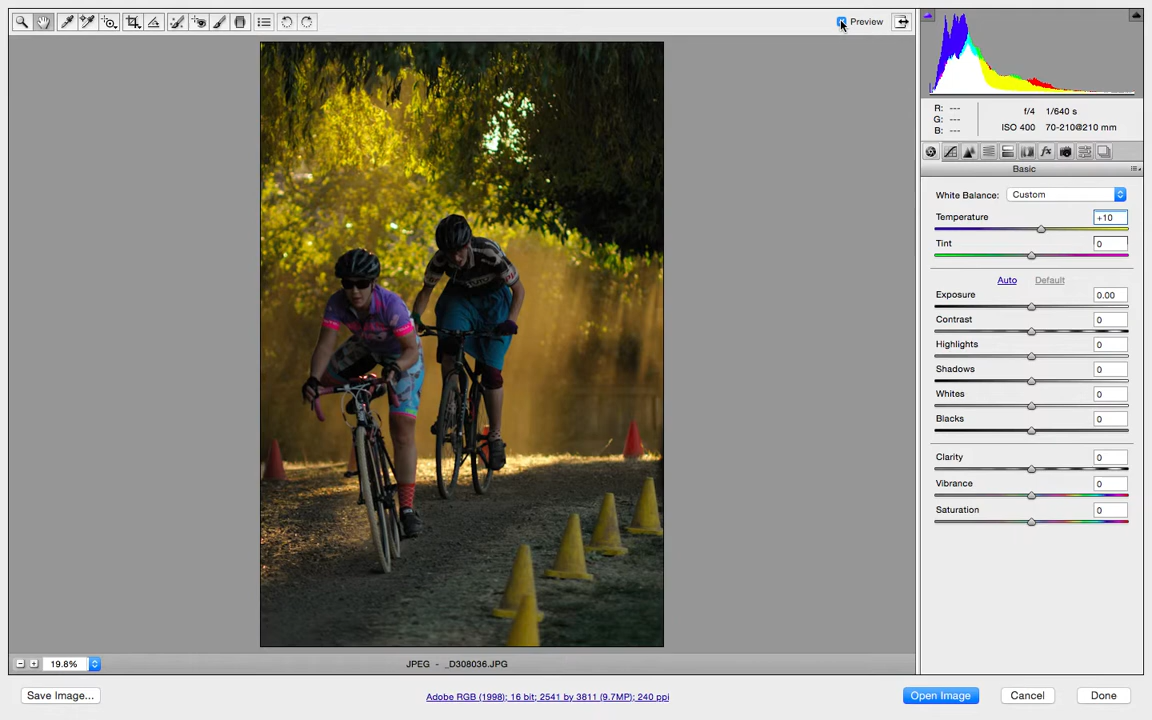 Preview
R: ---
G: ---
B: ---
f/4 1/640 s
ISO 400 70-210@210 mm
fx
Basic
White Balance: Custom
Temperature +10
Tint 0
Auto Default
Exposure 0.00
Contrast 0
Highlights 0
Shadows 0
Whites 0
Blacks 0
Clarity 0
Vibrance 0
Saturation 0
19.8% JPEG - _D308036.JPG
Save Image... Adobe RGB (1998); 16 bit; 2541 by 3811 (9.7MP); 240 ppi Open Image Cancel Done